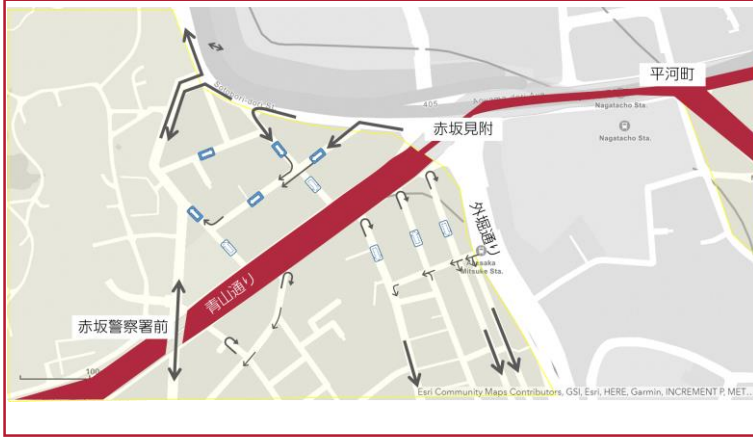 平河町
405
Nagatacho Sta.
赤坂見附
Nagatacho Sta.
外堀通り
Akasaka
Mitsuke Sta.
青山通り
赤坂警察署前
100
Esri Community Maps Contributors, GSI, Esri, HERE, Garmin, INCREMENT P, MET...